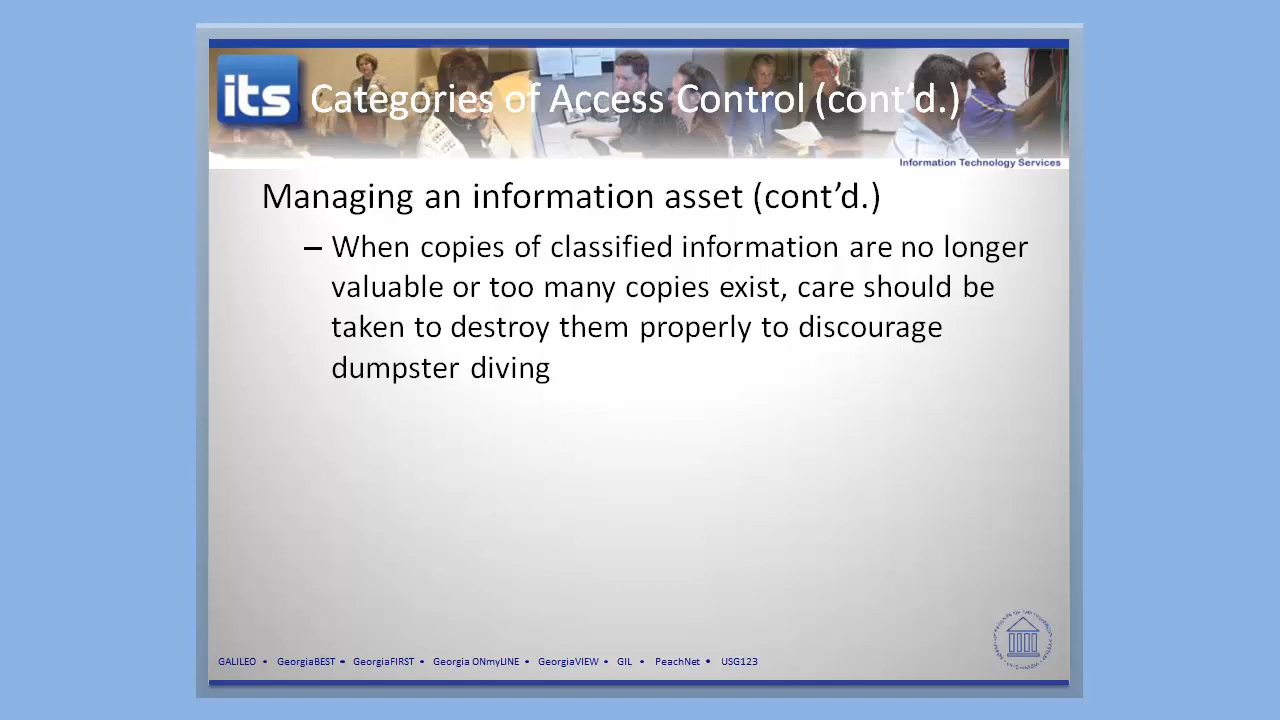 its
Categories of Access Control (cont’d.)
Information Technology Services
Managing an information asset (cont’d.)
– When copies of classified information are no longer
valuable or too many copies exist, care should be
taken to destroy them properly to discourage
dumpster diving
GALILEO • GeorgiaBEST • GeorgiaFIRST • Georgia ONmyLINE • GeorgiaVIEW • GIL • PeachNet • USG123